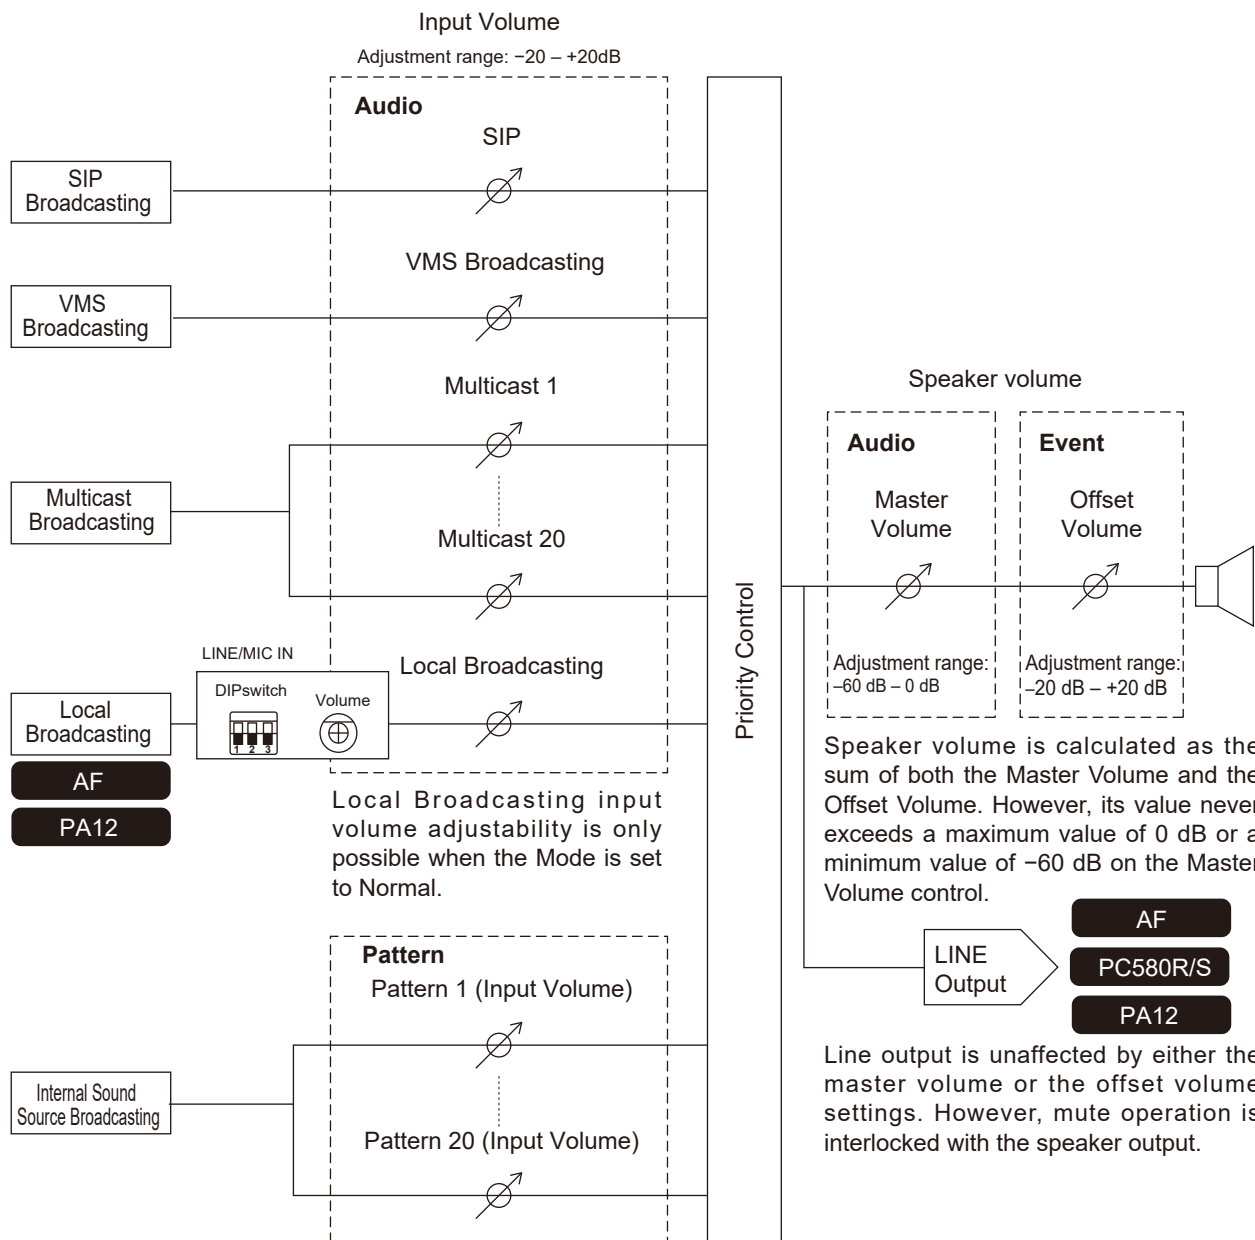 Input Volume
Adjustment range: −20 – +20dB
Audio
SIP
SIP
Broadcasting
VMS Broadcasting
VMS
Broadcasting
Multicast 1
Multicast
Broadcasting
Multicast 20
LINE/MIC IN
DIPswitch
Volume
1 2 3
Local Broadcasting
Local
Broadcasting
AF
PA12
Local Broadcasting input
volume adjustability is only
possible when the Mode is set
to Normal.
Pattern
Pattern 1 (Input Volume)
Internal Sound
Source Broadcasting
Pattern 20 (Input Volume)
Priority Control
Speaker volume
Audio
Master
Volume
Adjustment range:
–60 dB – 0 dB
Event
Offset
Volume
Adjustment range:
–20 dB – +20 dB
Speaker volume is calculated as the
sum of both the Master Volume and the
Offset Volume. However, its value never
exceeds a maximum value of 0 dB or a
minimum value of −60 dB on the Master
Volume control.
LINE
Output
AF
PC580R/S
PA12
Line output is unaffected by either the
master volume or the offset volume
settings. However, mute operation is
interlocked with the speaker output.